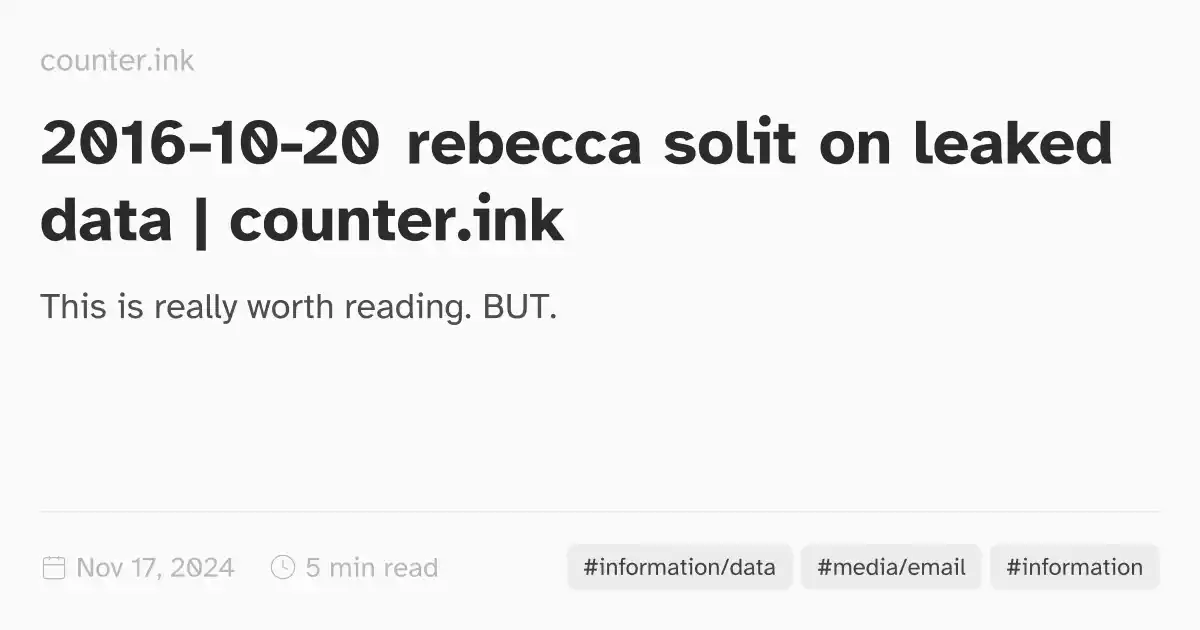 counter.ink
2016-10-20 rebecca solit on leaked
data | counter.ink
This is really worth reading. BUT.
Nov 17, 2024 5 min read #information/data #media/email #information